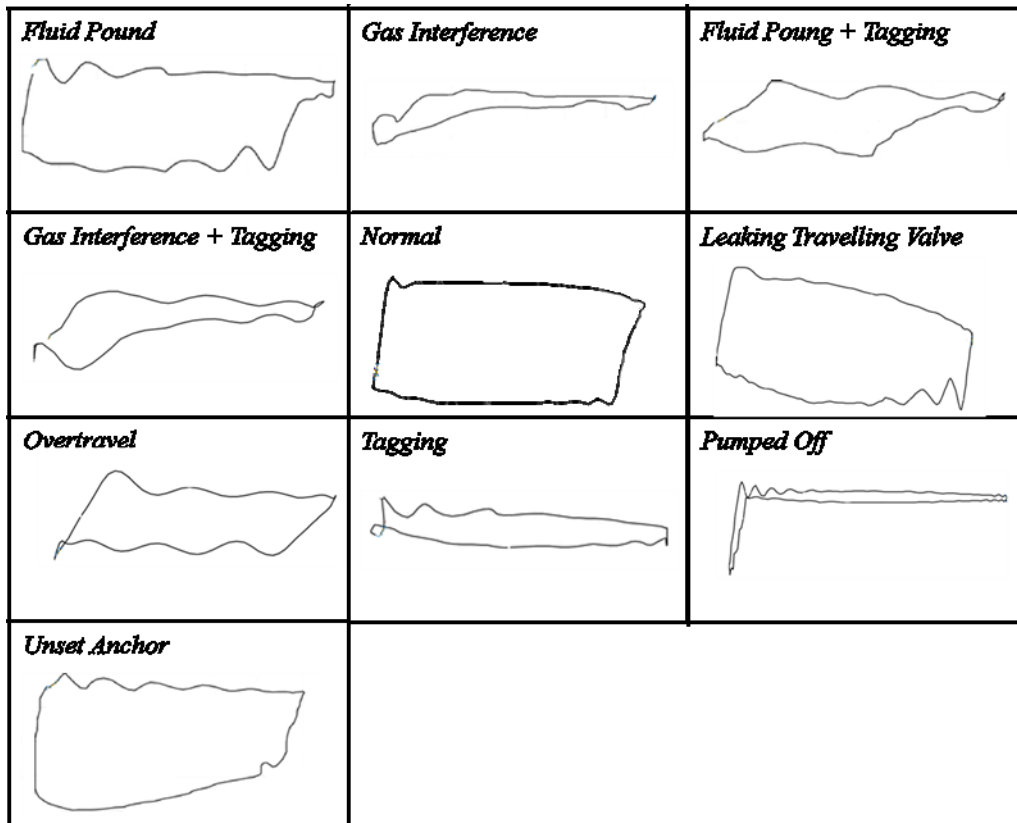 Fluid Pound
Gas Interference
Fluid Poung + Tagging
Gas Interference + Tagging
Normal
Leaking Travelling Valve
Overtravel
Tagging
Pumped Off
Unset Anchor